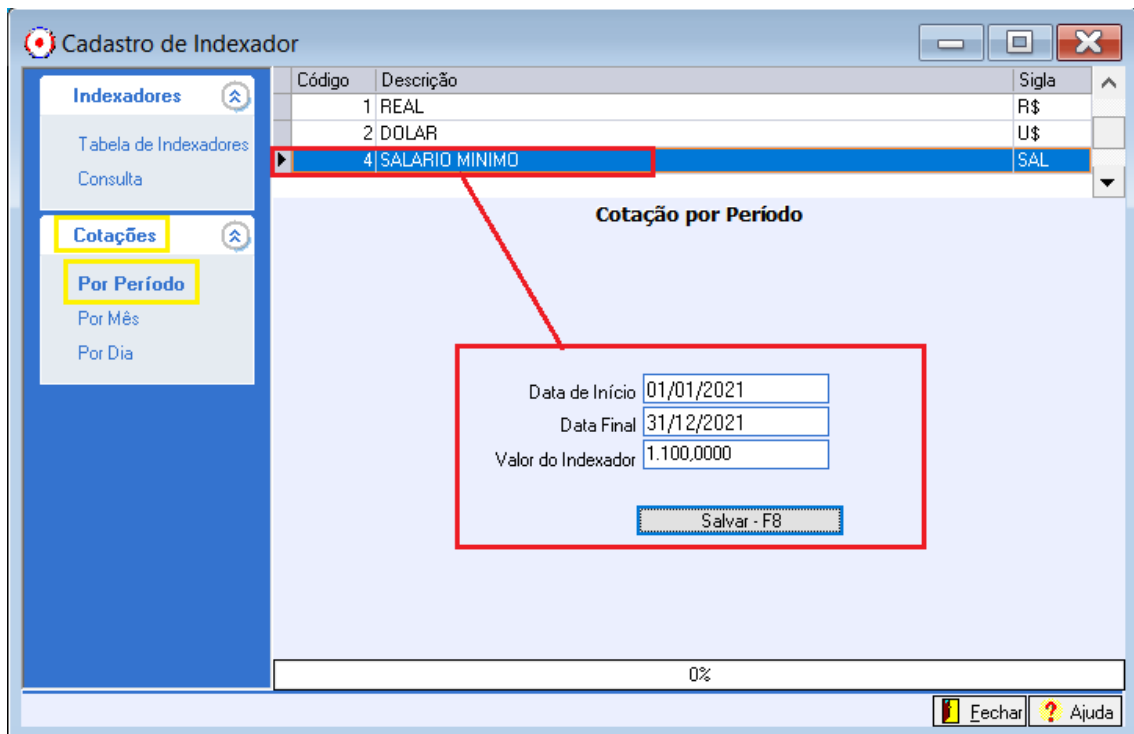 Cadastro de Indexador
Indexadores
Tabela de Indexadores
Consulta
Cotações
Por Período
Por Mês
Por Dia
Código Descrição Sigla
1 REAL R$
2 DOLAR U$
4 SALARIO MINIMO SAL
Cotação por Período
Data de Início 01/01/2021
Data Final 31/12/2021
Valor do Indexador 1.100,0000
Salvar - F8
0%
Fechar ? Ajuda